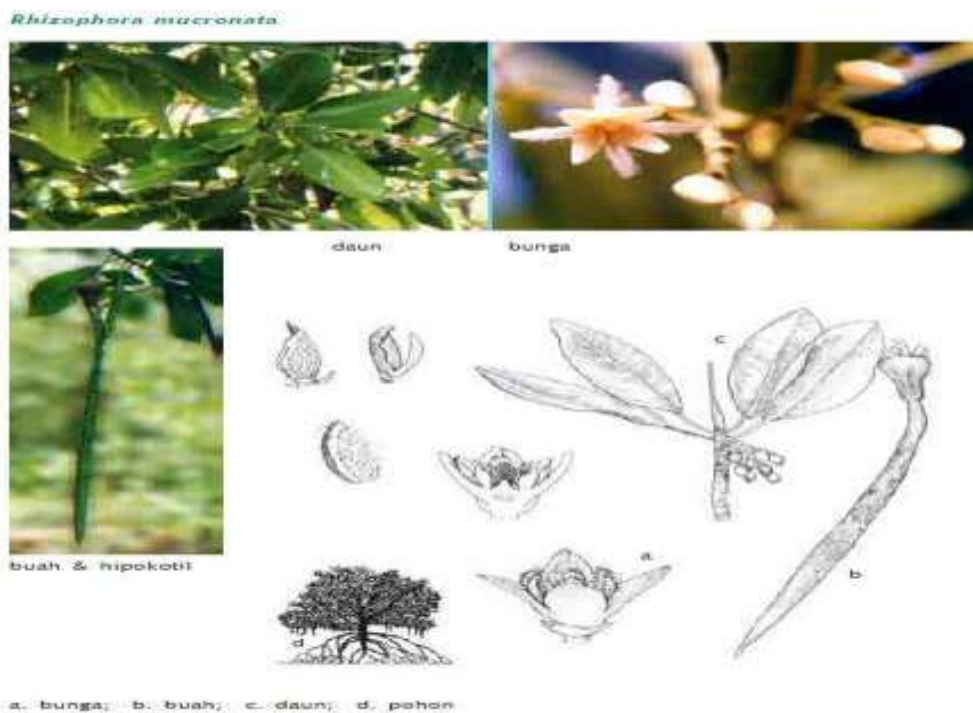 Rhizophora mucronata
daun
bunga
buah & hipokotil
c
a
b
d
a. bunga; b. buah; c. daun; d. pohon